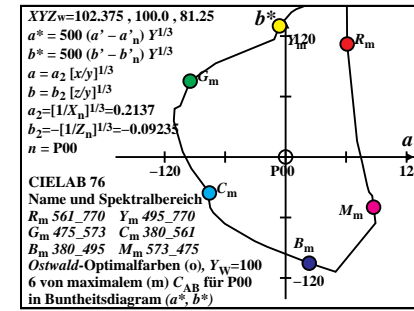 XYZw=102.375 , 100.0 , 81.25
a* = 500 (a' - a'n) Y1/3
b* = 500 (b' - b'n) Y1/3
a = a2 [x/y]1/3
b = b2 [z/y]1/3
a2=[1/Xn]1/3=0.2137
b2=-[1/Zn]1/3=-0.09235
n = P00
CIELAB 76
Name und Spektralbereich
Rm 561_770 Ym 495_770
Gm 475_573 Cm 380_561
Bm 380_495 Mm 573_475
Ostwald-Optimalfarben (o), YW=100
6 von maximalem (m) CAB für P00
in Buntheitsdiagram (a*, b*)
b*
Ym
120
Rm
Gm
a
-120
P00
12
Cm
Mm
Bm
-120